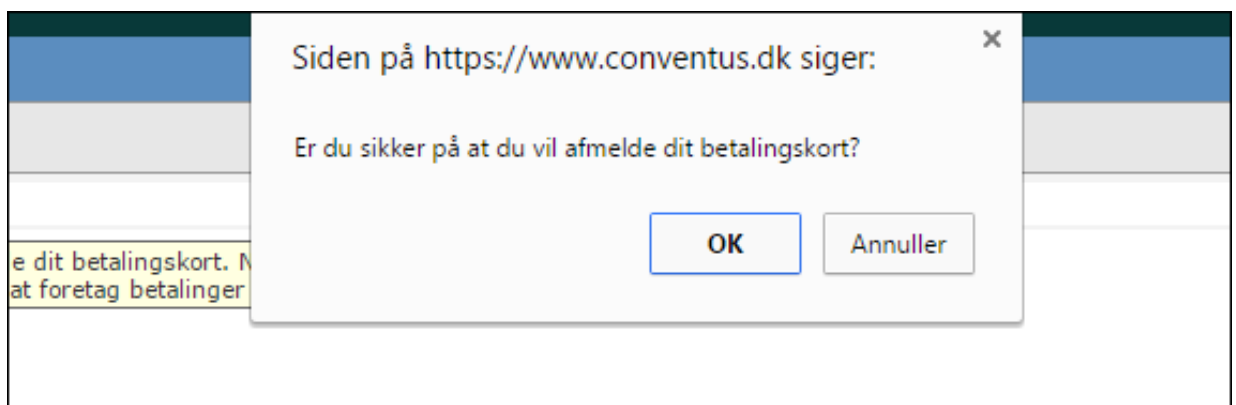 Siden på https://www.conventus.dk siger:
Er du sikker på at du vil afmelde dit betalingskort?
OK Annuller
e dit betalingskort. N
at foretag betalinger